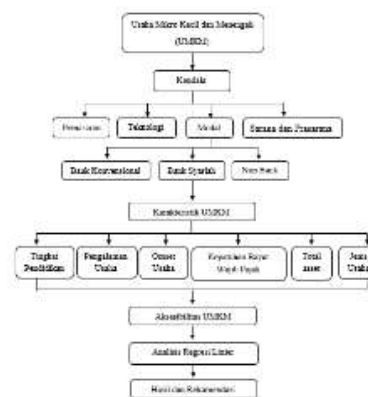 Usaha Mikro Kecil dan Menengah
(UMKM)
Kendala
Pemasaran
Teknologi
Modal
Sarana dan Prasarana
Bank Konvensional
Bank Syariah
Non Bank
Karakteristik UMKM
Tingkat
Pendidikan
Pengalaman
Usaha
Omset
Usaha
Kepatuhan Bayar
Wajib Pajak
Total
asset
Jenis
Usaha
Aksesibilitas UMKM
Analisis Regresi Linier
Hasil dan Rekomendasi